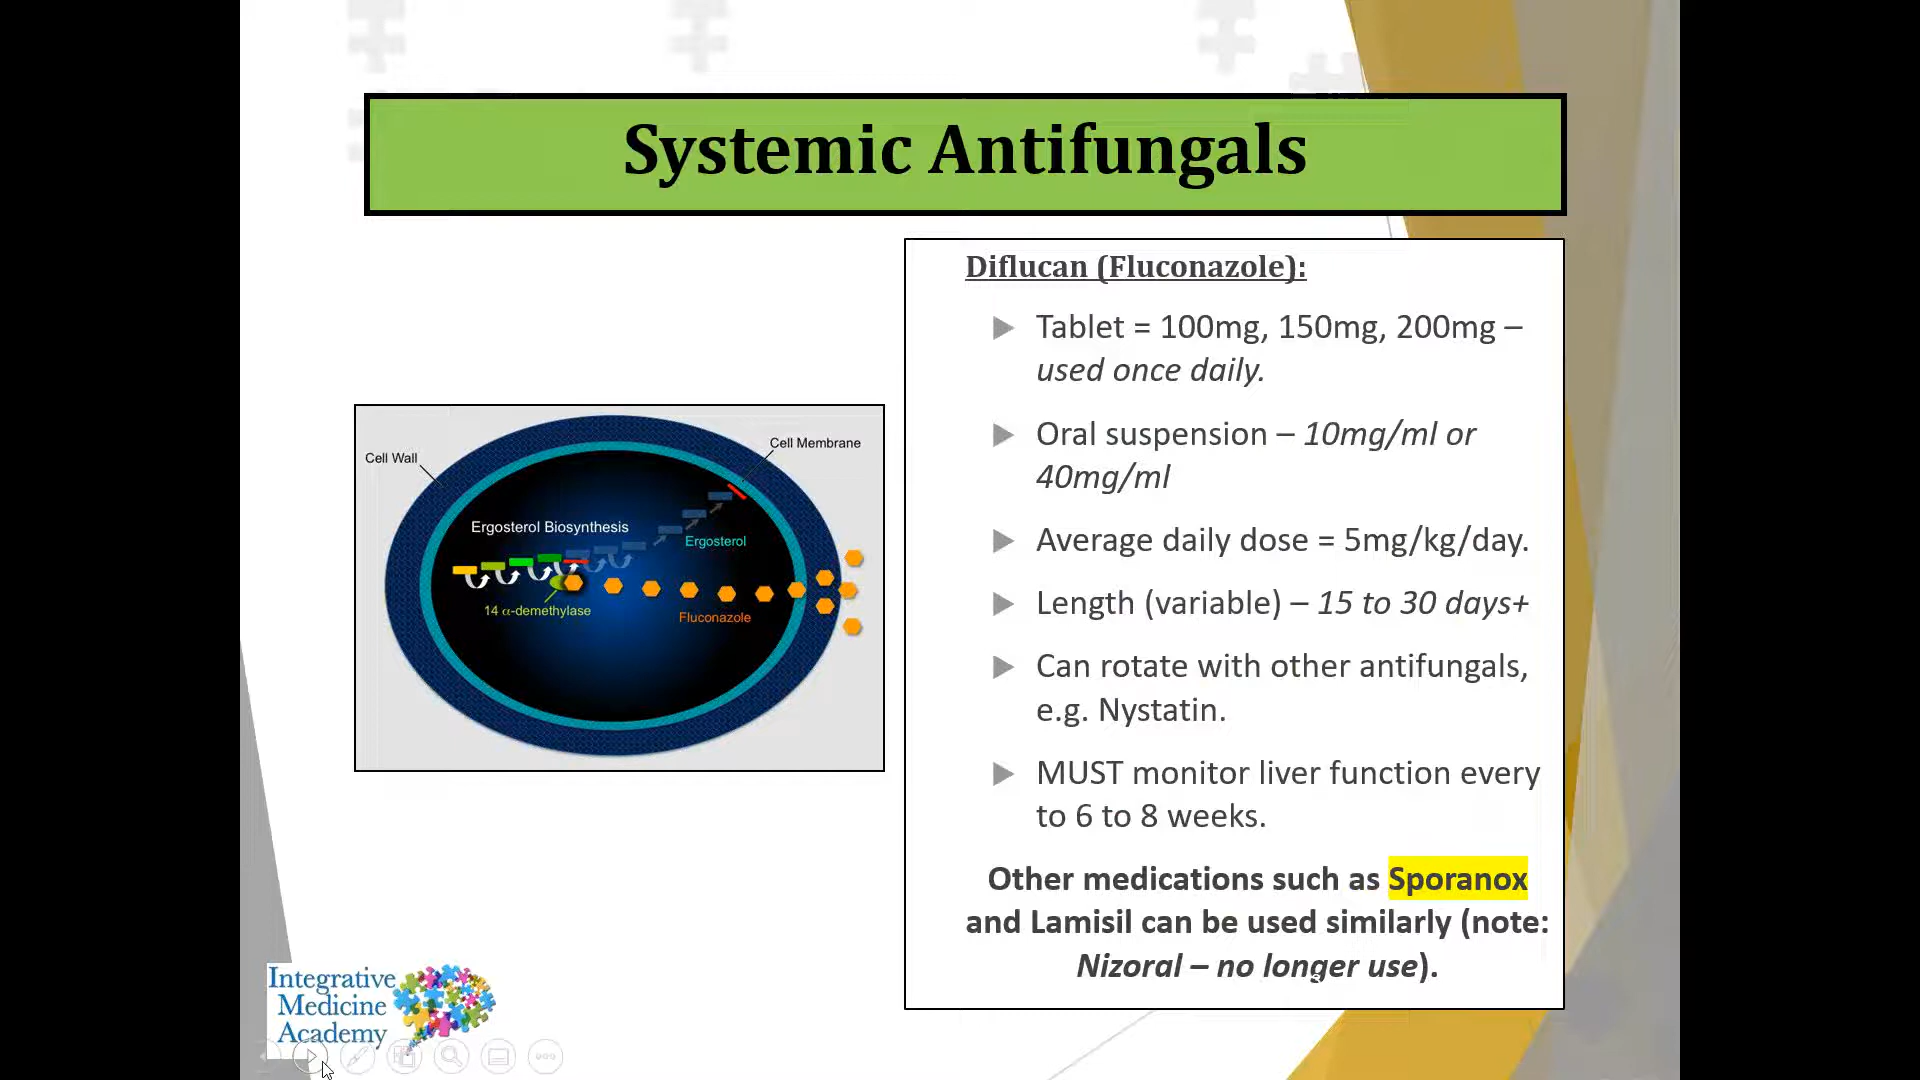 Systemic Antifungals
Diflucan (Fluconazole):
Tablet = 100mg, 150mg, 200mg –
used once daily.
Oral suspension – 10mg/ml or
40mg/ml
Average daily dose = 5mg/kg/day.
Length (variable) – 15 to 30 days+
Can rotate with other antifungals,
e.g. Nystatin.
MUST monitor liver function every
to 6 to 8 weeks.
Other medications such as Sporanox
and Lamisil can be used similarly (note:
Nizoral – no longer use).
Cell Wall
Cell Membrane
Ergosterol Biosynthesis
Ergosterol
14 α-demethylase
Fluconazole
Integrative
Medicine
Academy